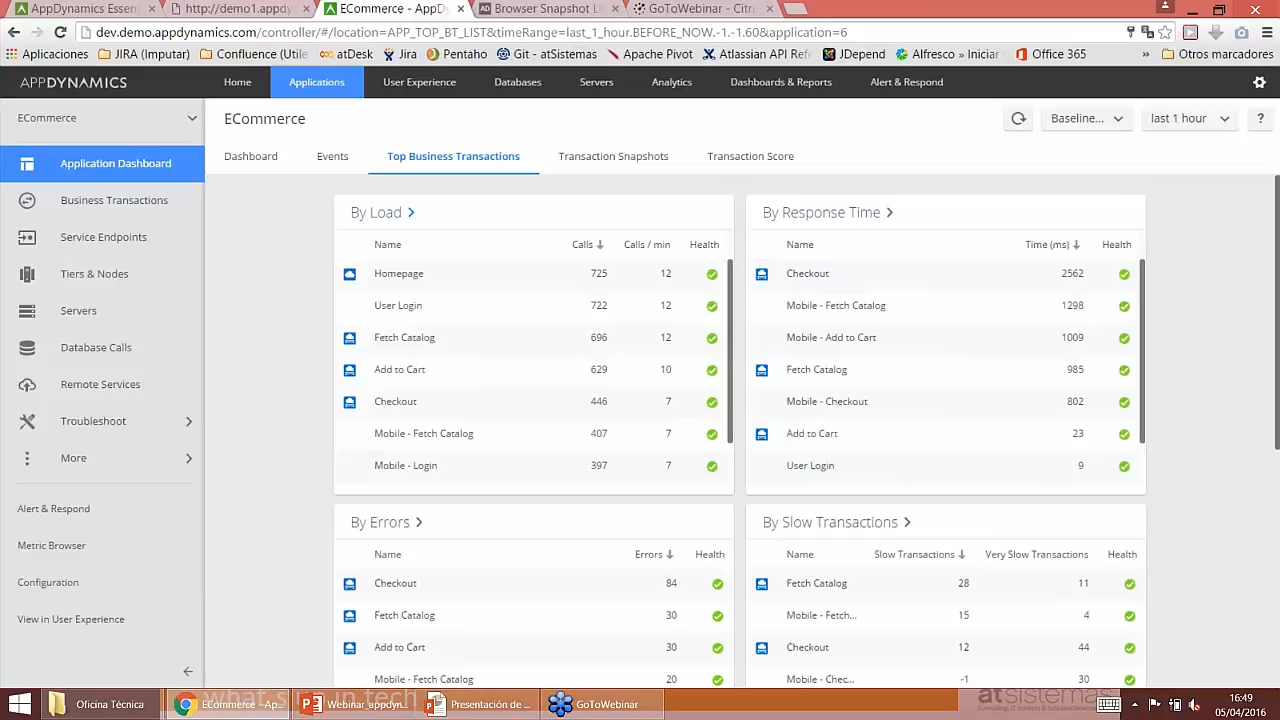 AppDynamics Essent
http://demo1.appdy
ECommerce - AppDy
Browser Snapshot Li
GoToWebinar - Citri
dev.demo.appdynamics.com/controller/#/location=APP_TOP_BT_LIST&timeRange=last_1_hour.BEFORE_NOW.-1.-1.60&application=6
Aplicaciones JIRA (Imputar) Confluence (Utile atDesk Jira Pentaho Git - atSistemas Apache Pivot Atlassian API Refe JDepend Alfresco » Iniciar Office 365 » Otros marcadores
APPDYNAMICS Home Applications User Experience Databases Servers Analytics Dashboards & Reports Alert & Respond
ECommerce
Application Dashboard
Business Transactions
Service Endpoints
Tiers & Nodes
Servers
Database Calls
Remote Services
Troubleshoot
More
Alert & Respond
Metric Browser
Configuration
View in User Experience
ECommerce
Baseline... last 1 hour ?
Dashboard Events Top Business Transactions Transaction Snapshots Transaction Score
By Load
Name Calls Calls / min Health
Homepage 725 12
User Login 722 12
Fetch Catalog 696 12
Add to Cart 629 10
Checkout 446 7
Mobile - Fetch Catalog 407 7
Mobile - Login 397 7
By Response Time
Name Time (ms) Health
Checkout 2562
Mobile - Fetch Catalog 1298
Mobile - Add to Cart 1009
Fetch Catalog 985
Mobile - Checkout 802
Add to Cart 23
User Login 9
By Errors
Name Errors Health
Checkout 84
Fetch Catalog 30
Add to Cart 30
Mobile - Fetch Catalog 20
By Slow Transactions
Name Slow Transactions Very Slow Transactions Health
Fetch Catalog 28 11
Mobile - Fetch... 15 4
Checkout 12 44
Mobile - Chec... -1 30
atsistemas
Oficina Técnica
ECommerce - Ap...
Webinar_appdyn...
Presentación de ...
GoToWebinar
16:49
05/04/2016